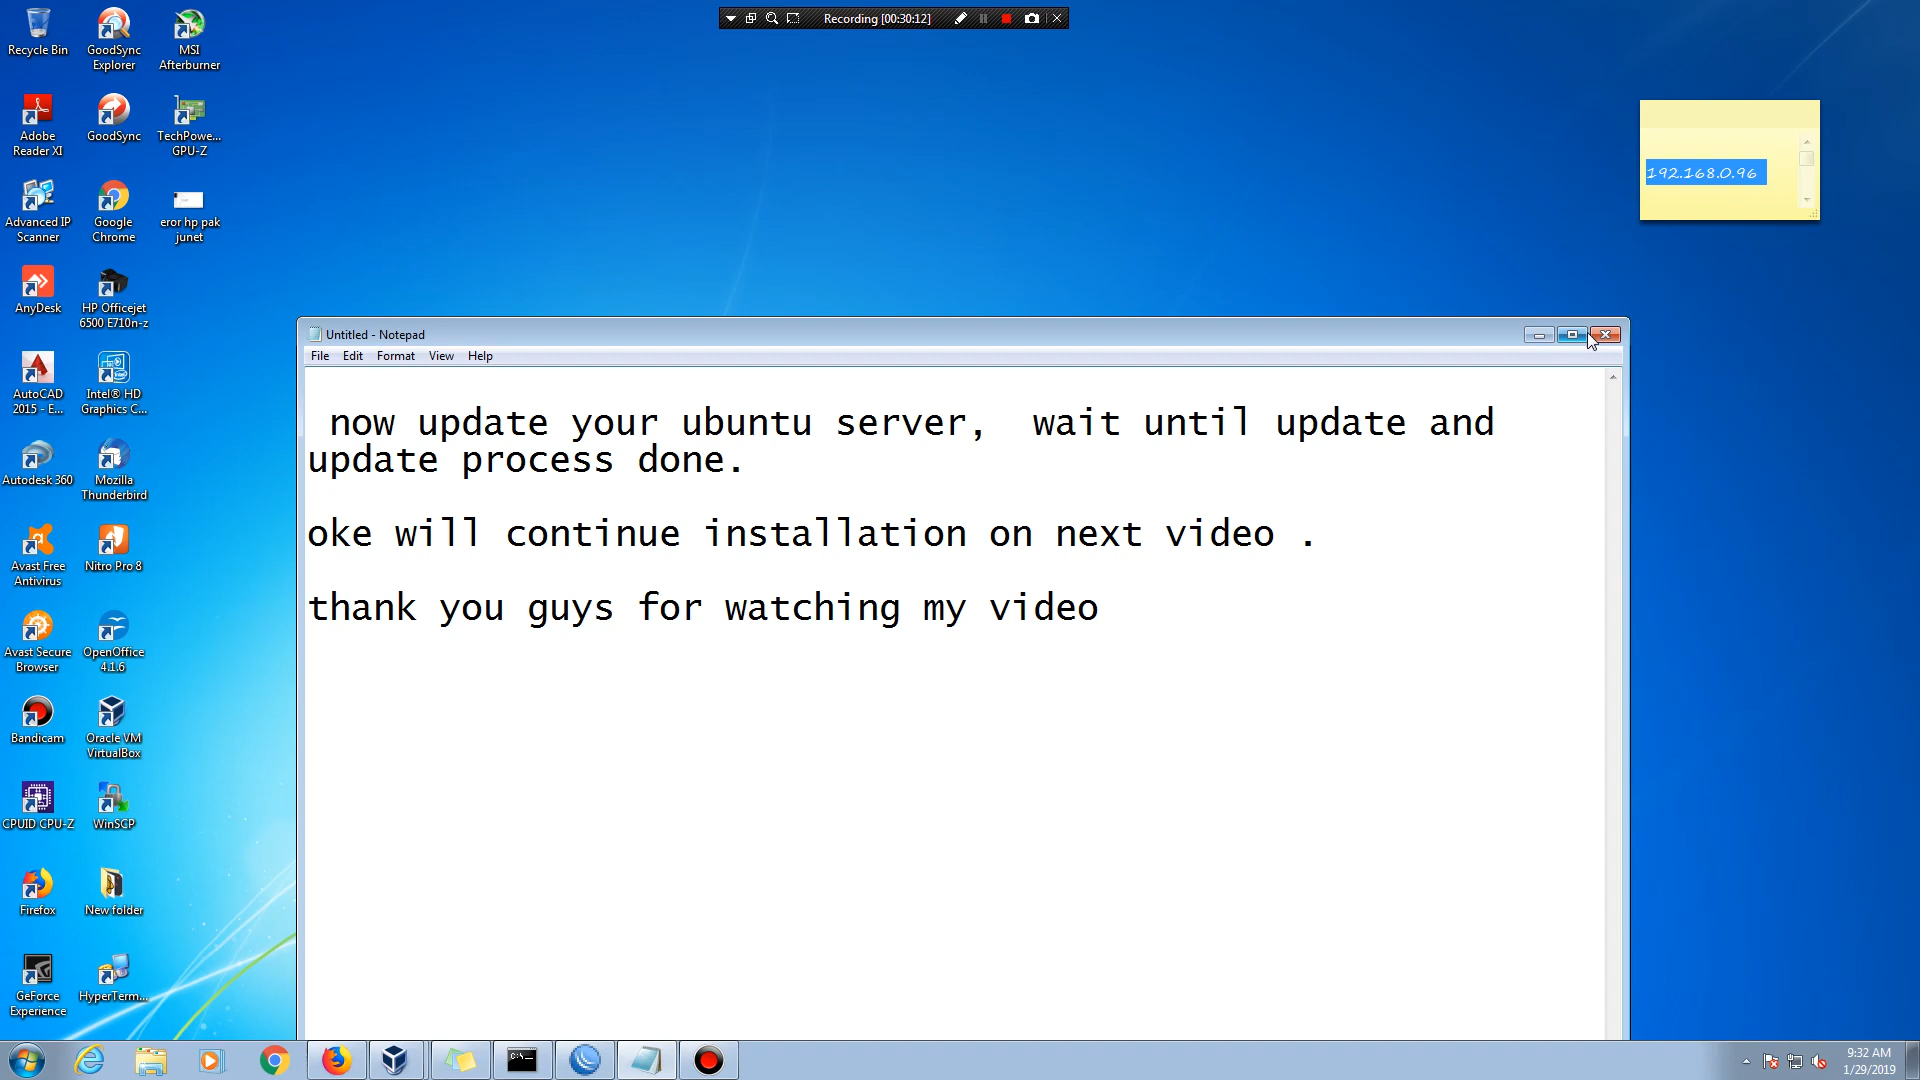 Recording [00:30:12]
Recycle Bin
GoodSync
Explorer
MSI
Afterburner
Adobe
Reader XI
GoodSync
TechPowe...
GPU-Z
Advanced IP
Scanner
Google
Chrome
eror hp pak
junet
AnyDesk
HP Officejet
6500 E710n-z
AutoCAD
2015 - E...
Intel® HD
Graphics C...
Autodesk 360
Mozilla
Thunderbird
Avast Free
Antivirus
Nitro Pro 8
Avast Secure
Browser
OpenOffice
4.1.6
Bandicam
Oracle VM
VirtualBox
CPUID CPU-Z
WinSCP
Firefox
New folder
GeForce
Experience
HyperTerm...
192.168.0.96
Untitled - Notepad
File Edit Format View Help
now update your ubuntu server,  wait until update and
update process done.
oke will continue installation on next video .
thank you guys for watching my video
C:\_
9:32 AM
1/29/2019